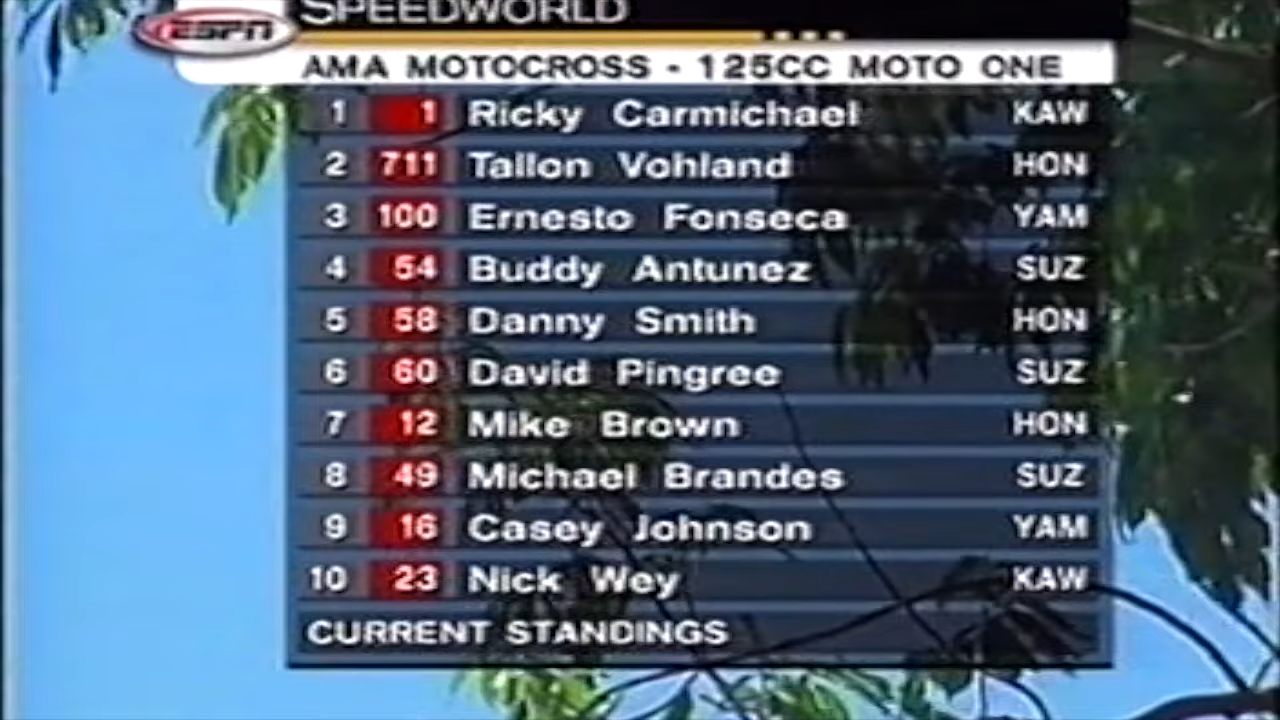 SPEEDWORLD
ESPN
AMA MOTOCROSS - 125CC MOTO ONE
1 1 Ricky Carmichael KAW
2 711 Tallon Vohland HON
3 100 Ernesto Fonseca YAM
4 54 Buddy Antunez SUZ
5 58 Danny Smith HON
6 60 David Pingree SUZ
7 12 Mike Brown HON
8 49 Michael Brandes SUZ
9 16 Casey Johnson YAM
10 23 Nick Wey KAW
CURRENT STANDINGS